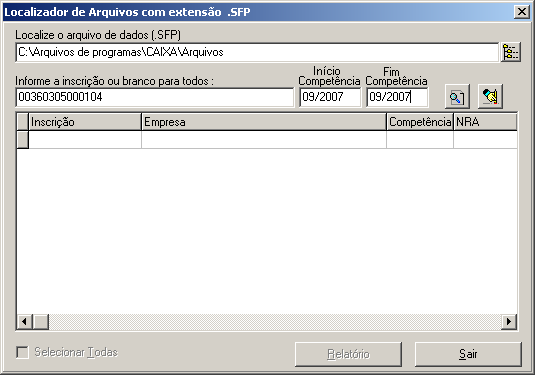 Localizador de Arquivos com extensão .SFP
Localize o arquivo de dados (.SFP)
C:\Arquivos de programas\CAIXA\Arquivos
Informe a inscrição ou branco para todos :
Início Competência
Fim Competência
00360305000104
09/2007
09/2007
Inscrição Empresa Competência NRA
Selecionar Todas
Relatório
Sair